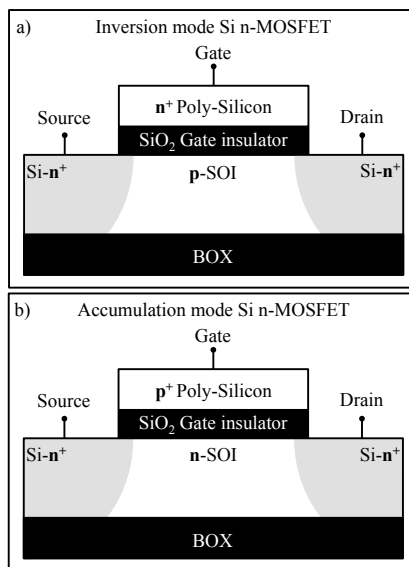 a) Inversion mode Si n-MOSFET
Gate
n+ Poly-Silicon
Source
SiO2 Gate insulator
Drain
Si-n+
p-SOI
Si-n+
BOX
b) Accumulation mode Si n-MOSFET
Gate
p+ Poly-Silicon
Source
SiO2 Gate insulator
Drain
Si-n+
n-SOI
Si-n+
BOX